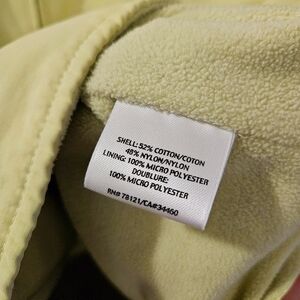 SHELL: 52% COTTON/COTON
48% NYLON/NYLON
LINING: 100% MICRO POLYESTER
DOUBLURE:
100% MICRO POLYESTER
RN# 78121/CA#34460